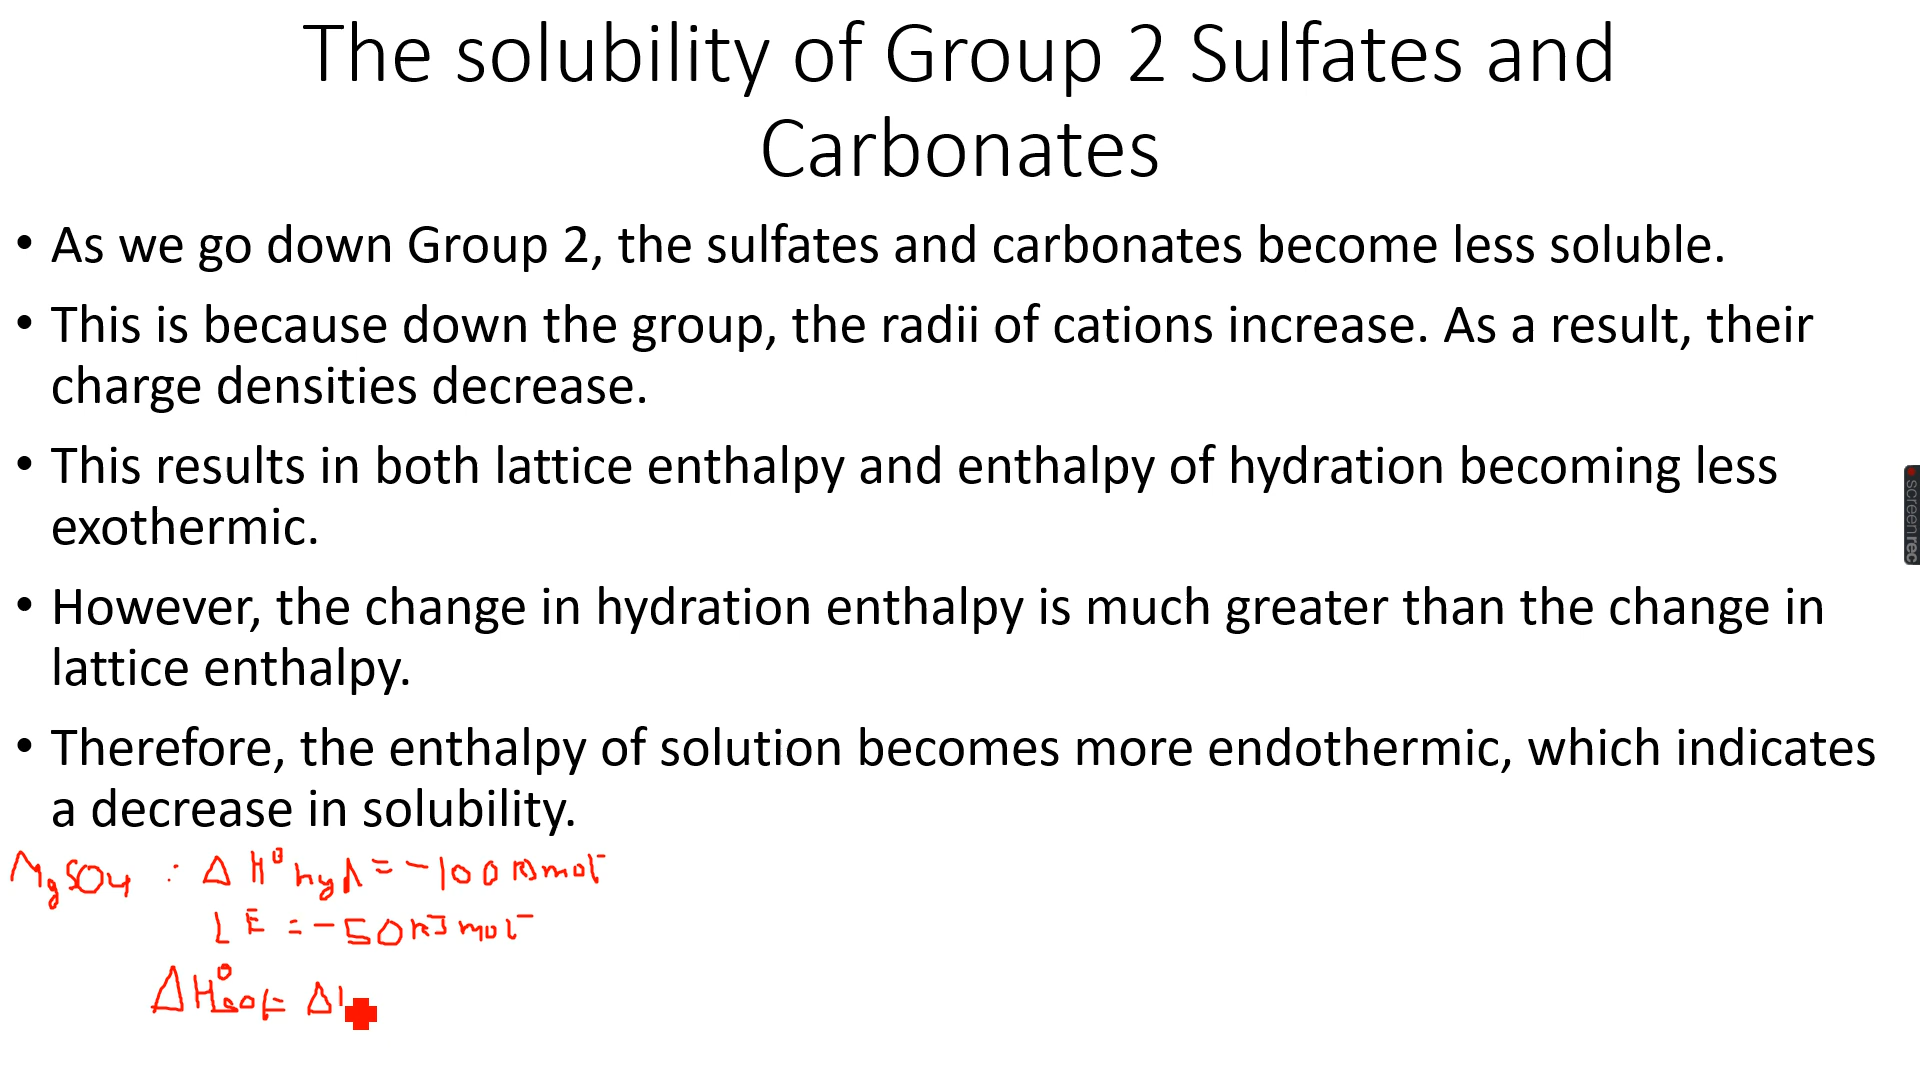 The solubility of Group 2 Sulfates and
Carbonates
• As we go down Group 2, the sulfates and carbonates become less soluble.
• This is because down the group, the radii of cations increase. As a result, their
charge densities decrease.
• This results in both lattice enthalpy and enthalpy of hydration becoming less
exothermic.
• However, the change in hydration enthalpy is much greater than the change in
lattice enthalpy.
• Therefore, the enthalpy of solution becomes more endothermic, which indicates
a decrease in solubility.
MgSO4 : ΔH° hyd = -100 KJ mol⁻
LE = -50 KJ mol⁻
ΔH°sol = Δ
screenrec